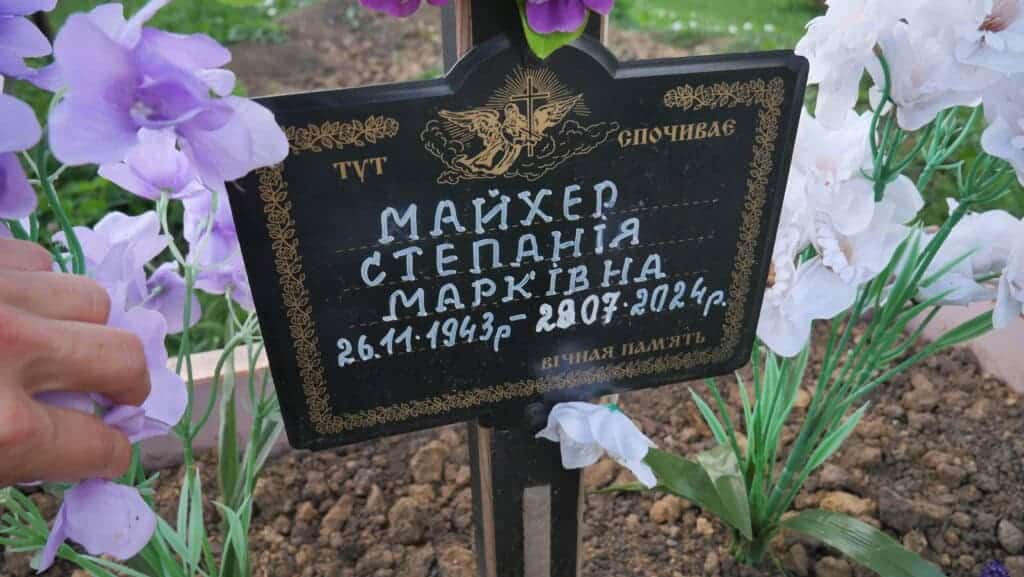 ТУТ СПОЧИВАЄ
МАЙХЕР
СТЕПАНІЯ
МАРКІВНА
26.11.1943р - 29.07.2024р.
ВІЧНАЯ ПАМ'ЯТЬ